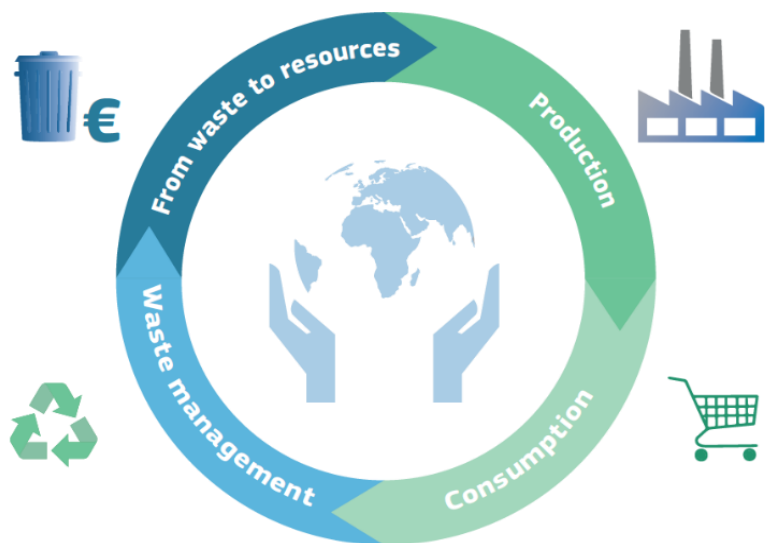 From waste to resources
Production
€
Waste management
Consumption